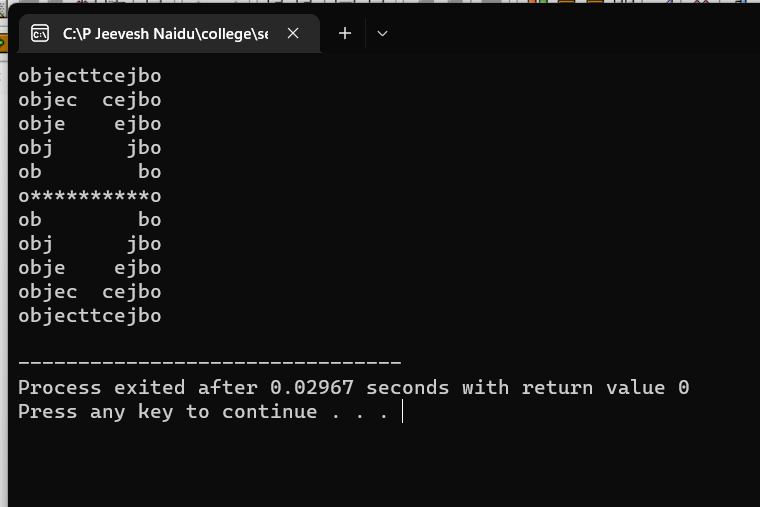 C:\P Jeevesh Naidu\college\se
objecttcejbo
objec  cejbo
obje    ejbo
obj      jbo
ob        bo
o**********o
ob        bo
obj      jbo
obje    ejbo
objec  cejbo
objecttcejbo
--------------------------------
Process exited after 0.02967 seconds with return value 0
Press any key to continue . . .